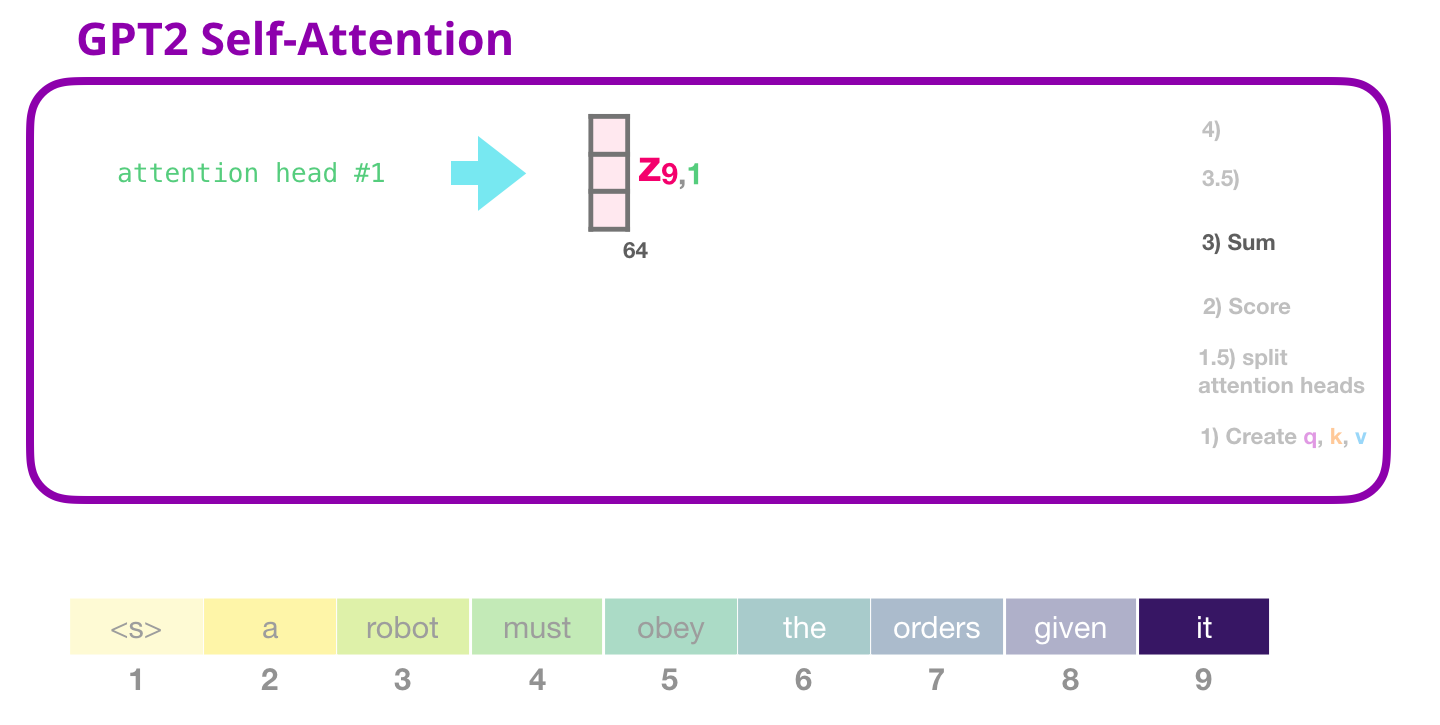 GPT2 Self-Attention
attention head #1
z9,1
64
4)
3.5)
3) Sum
2) Score
1.5) split
attention heads
1) Create q, k, v
<s> a robot must obey the orders given it
1 2 3 4 5 6 7 8 9